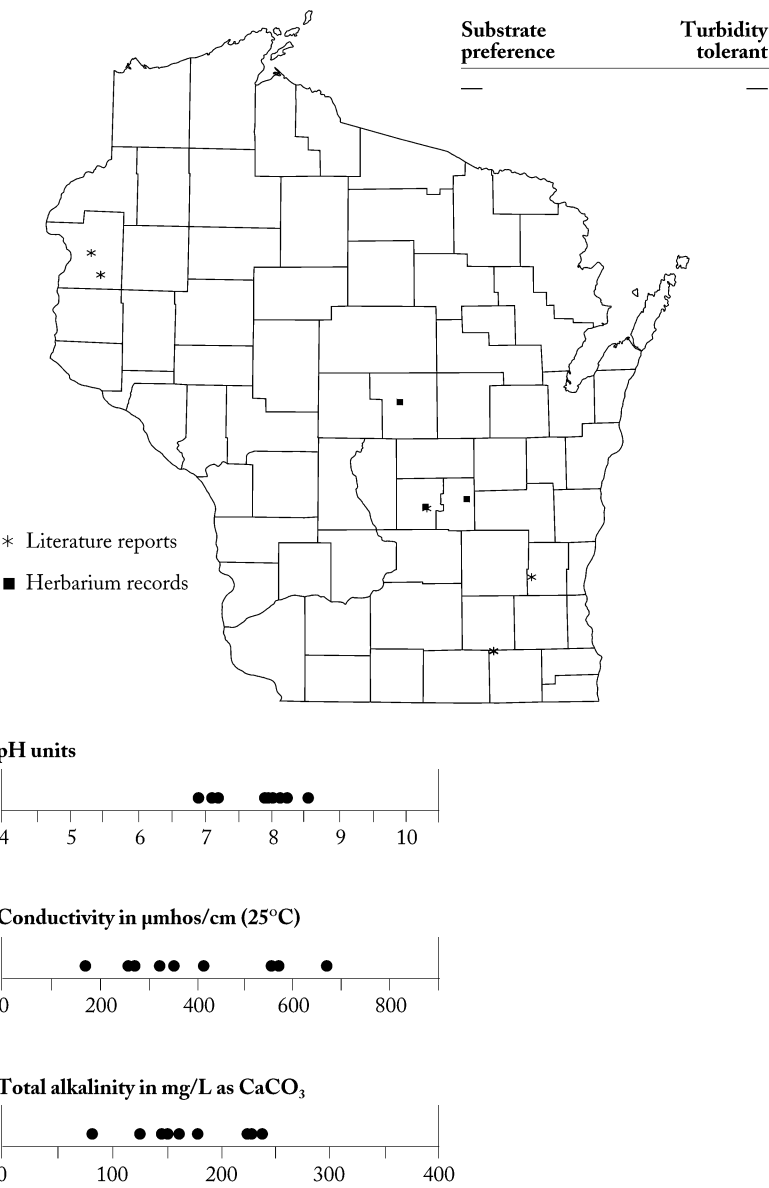 Substrate preference
Turbidity tolerant
— —
* Literature reports
■ Herbarium records
pH units
4 5 6 7 8 9 10
Conductivity in µmhos/cm (25°C)
0 200 400 600 800
Total alkalinity in mg/L as CaCO₃
0 100 200 300 400